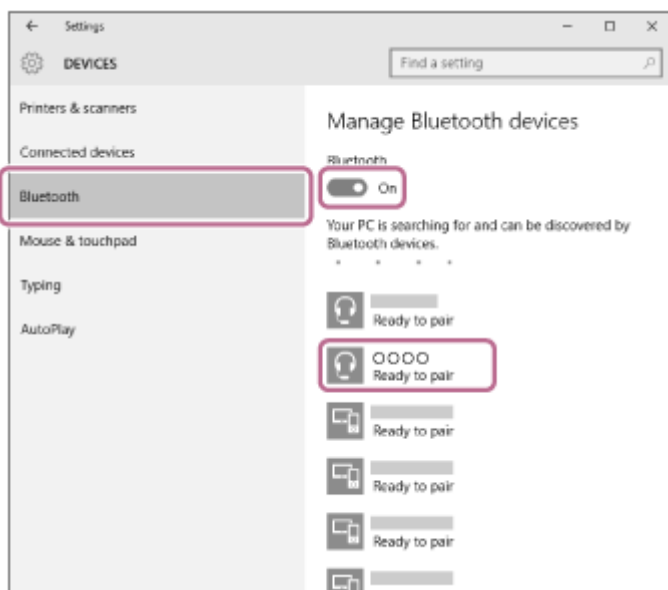 Settings
DEVICES
Find a setting
Printers & scanners
Connected devices
Bluetooth
Mouse & touchpad
Typing
AutoPlay
Manage Bluetooth devices
Bluetooth
On
Your PC is searching for and can be discovered by
Bluetooth devices.
Ready to pair
OOOO
Ready to pair
Ready to pair
Ready to pair
Ready to pair